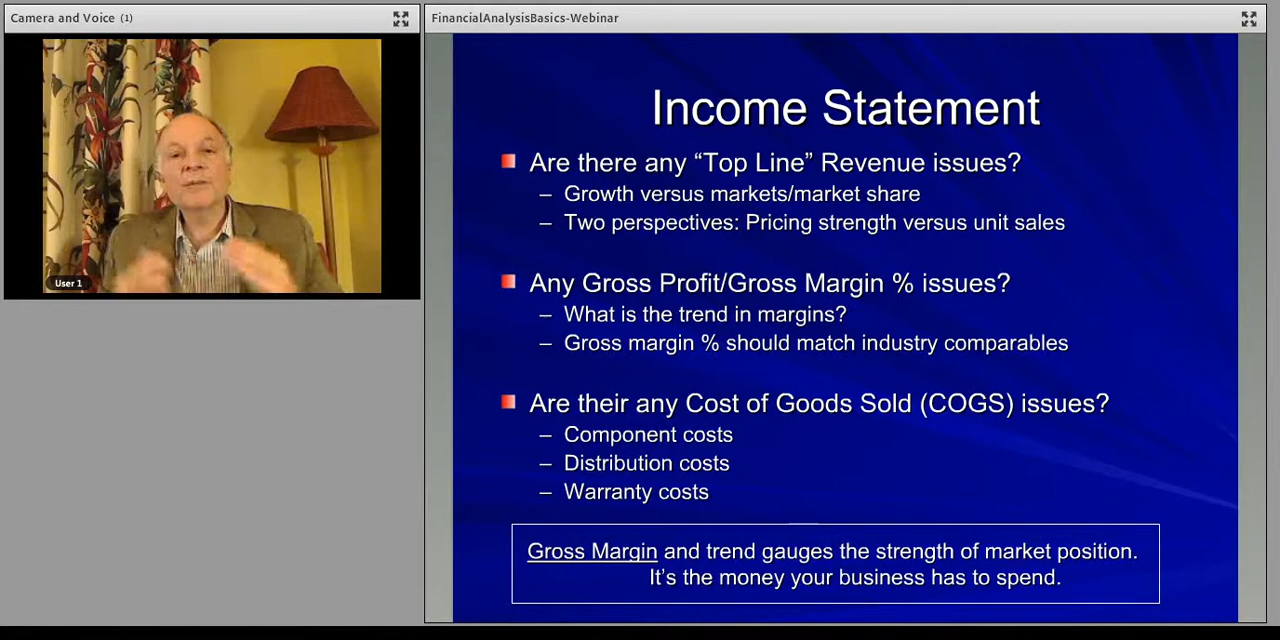 Camera and Voice (1)
User 1
FinancialAnalysisBasics-Webinar
Income Statement
Are there any “Top Line” Revenue issues?
– Growth versus markets/market share
– Two perspectives: Pricing strength versus unit sales
Any Gross Profit/Gross Margin % issues?
– What is the trend in margins?
– Gross margin % should match industry comparables
Are their any Cost of Goods Sold (COGS) issues?
– Component costs
– Distribution costs
– Warranty costs
Gross Margin and trend gauges the strength of market position.
It’s the money your business has to spend.